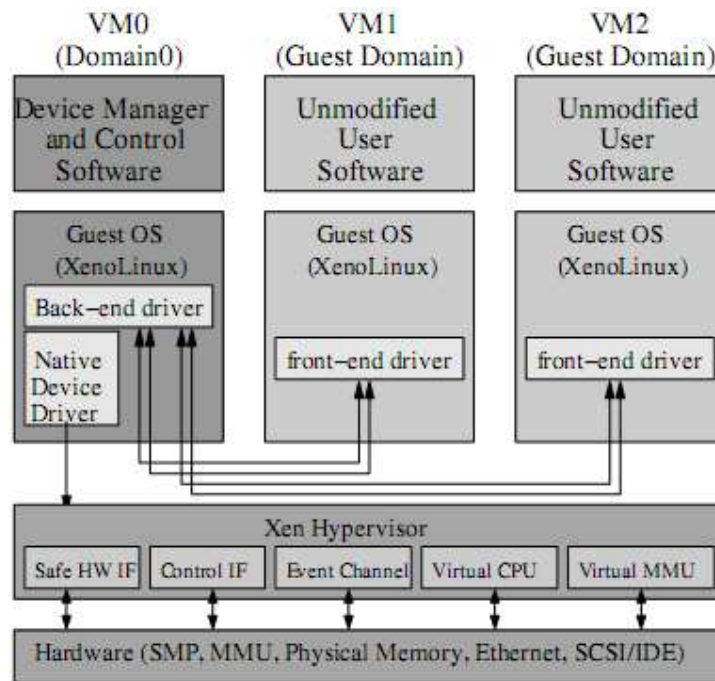 VM0
(Domain0)
VM1
(Guest Domain)
VM2
(Guest Domain)
Device Manager
and Control
Software
Unmodified
User
Software
Unmodified
User
Software
Guest OS
(XenoLinux)
Back-end driver
Native
Device
Driver
Guest OS
(XenoLinux)
front-end driver
Guest OS
(XenoLinux)
front-end driver
Xen Hypervisor
Safe HW IF
Control IF
Event Channel
Virtual CPU
Virtual MMU
Hardware (SMP, MMU, Physical Memory, Ethernet, SCSI/IDE)